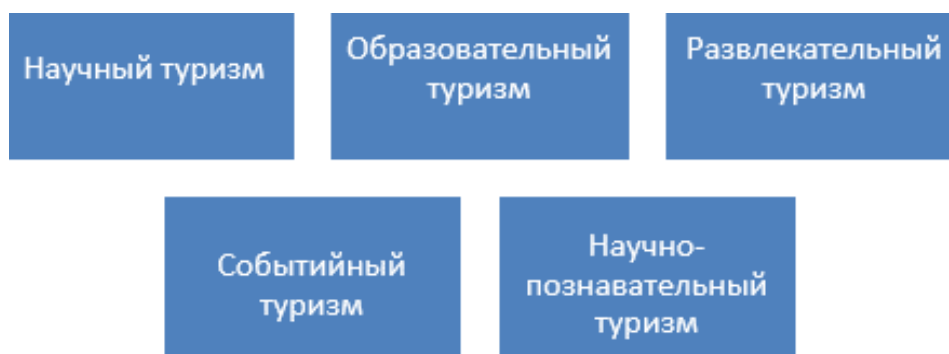 Научный туризм
Образовательный
туризм
Развлекательный
туризм
Событийный
туризм
Научно-
познавательный
туризм